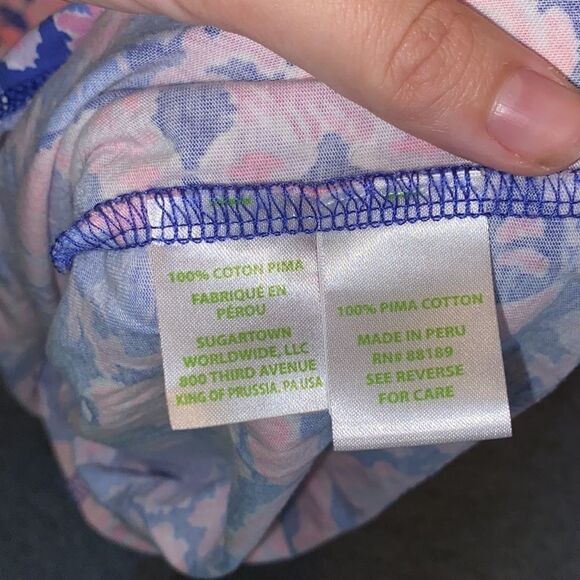 100% COTON PIMA
FABRIQUÉ EN
PÉROU
SUGARTOWN
WORLDWIDE, LLC
800 THIRD AVENUE
KING OF PRUSSIA, PA USA
100% PIMA COTTON
MADE IN PERU
RN# 88189
SEE REVERSE
FOR CARE